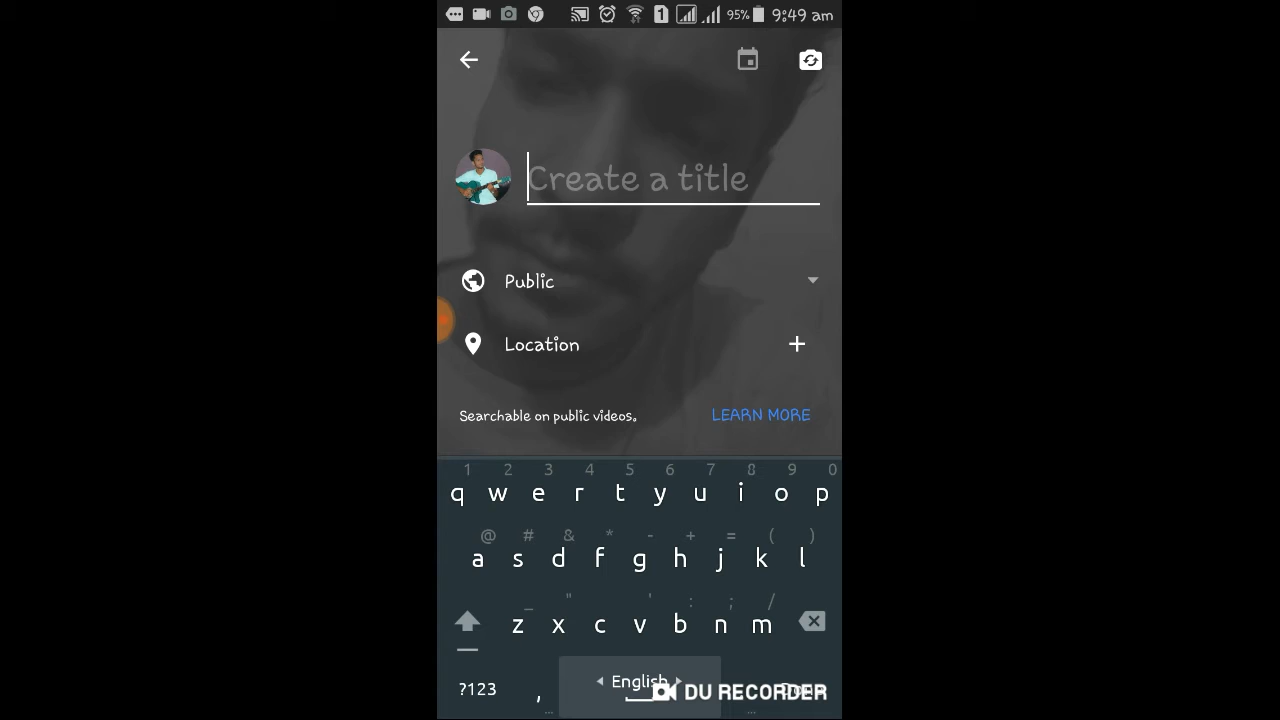 1 95% 9:49 am
Create a title
Public
Location
Searchable on public videos. LEARN MORE
1 2 3 4 5 6 7 8 9 0
q w e r t y u i o p
@ # & * - + = ( )
a s d f g h j k l
_ " ' : ; /
z x c v b n m
?123 , English
DU RECORDER